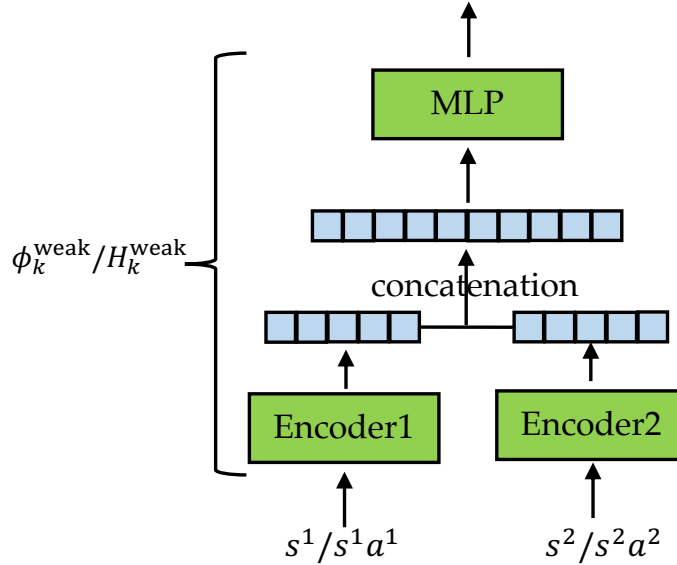 MLP
ϕ_k^weak/H_k^weak
concatenation
Encoder1
Encoder2
s^1/s^1a^1
s^2/s^2a^2